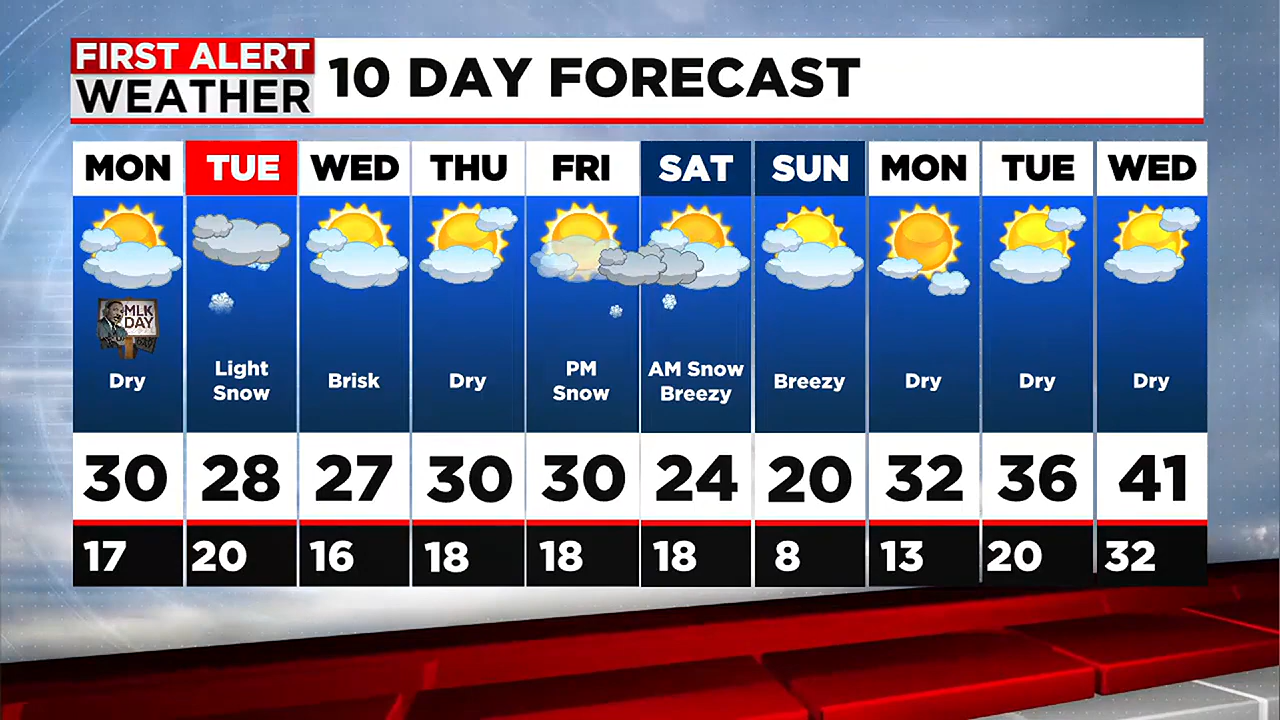 FIRST ALERT
WEATHER
10 DAY FORECAST
MON TUE WED THU FRI SAT SUN MON TUE WED
MLK
DAY
Dry
Light
Snow
Brisk
Dry
PM
Snow
AM Snow
Breezy
Breezy
Dry
Dry
Dry
30 28 27 30 30 24 20 32 36 41
17 20 16 18 18 18 8 13 20 32